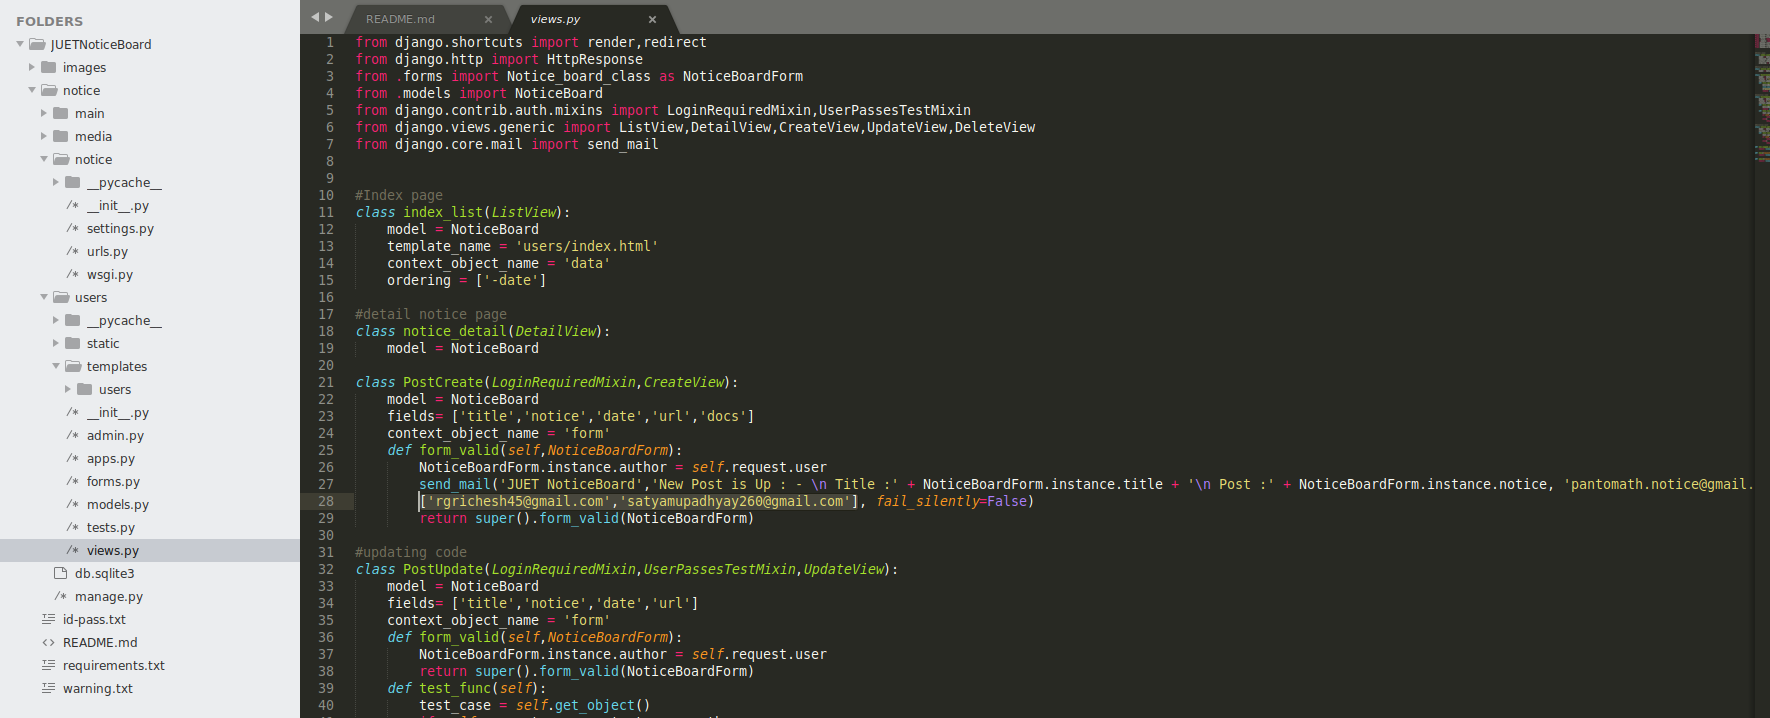 FOLDERS
JUETNoticeBoard
images
notice
main
media
notice
__pycache__
/* __init__.py
/* settings.py
/* urls.py
/* wsgi.py
users
__pycache__
static
templates
users
/* __init__.py
/* admin.py
/* apps.py
/* forms.py
/* models.py
/* tests.py
/* views.py
db.sqlite3
/* manage.py
id-pass.txt
<> README.md
requirements.txt
warning.txt
README.md ×
views.py ×
1 from django.shortcuts import render,redirect
2 from django.http import HttpResponse
3 from .forms import Notice_board_class as NoticeBoardForm
4 from .models import NoticeBoard
5 from django.contrib.auth.mixins import LoginRequiredMixin,UserPassesTestMixin
6 from django.views.generic import ListView,DetailView,CreateView,UpdateView,DeleteView
7 from django.core.mail import send_mail
8
9
10 #Index page
11 class index_list(ListView):
12 model = NoticeBoard
13 template_name = 'users/index.html'
14 context_object_name = 'data'
15 ordering = ['-date']
16
17 #detail notice page
18 class notice_detail(DetailView):
19 model = NoticeBoard
20
21 class PostCreate(LoginRequiredMixin,CreateView):
22 model = NoticeBoard
23 fields= ['title','notice','date','url','docs']
24 context_object_name = 'form'
25 def form_valid(self,NoticeBoardForm):
26 NoticeBoardForm.instance.author = self.request.user
27 send_mail('JUET NoticeBoard','New Post is Up : - \n Title :' + NoticeBoardForm.instance.title + '\n Post :' + NoticeBoardForm.instance.notice, 'pantomath.notice@gmail.
28 ['rgrichesh45@gmail.com','satyamupadhyay260@gmail.com'], fail_silently=False)
29 return super().form_valid(NoticeBoardForm)
30
31 #updating code
32 class PostUpdate(LoginRequiredMixin,UserPassesTestMixin,UpdateView):
33 model = NoticeBoard
34 fields= ['title','notice','date','url']
35 context_object_name = 'form'
36 def form_valid(self,NoticeBoardForm):
37 NoticeBoardForm.instance.author = self.request.user
38 return super().form_valid(NoticeBoardForm)
39 def test_func(self):
40 test_case = self.get_object()